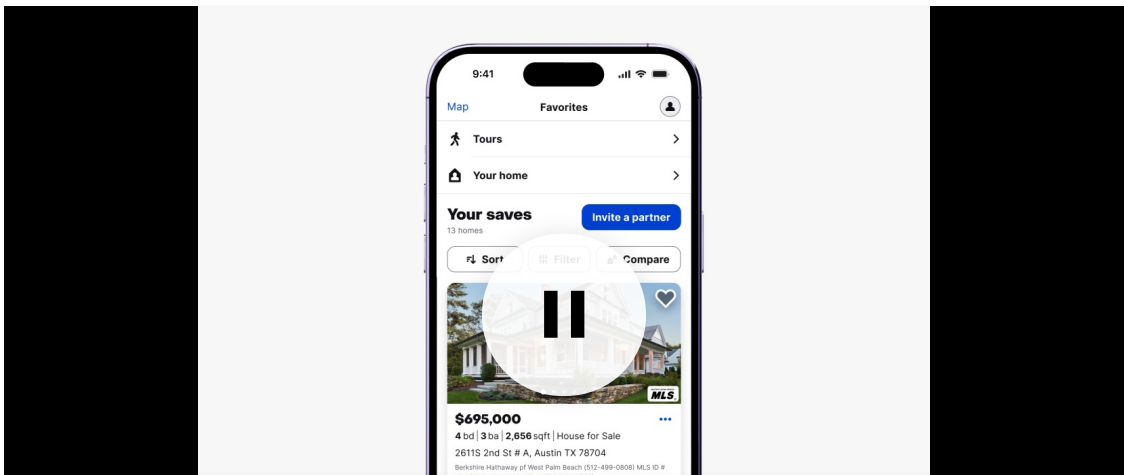 9:41
Map Favorites
Tours
Your home
Your saves
Invite a partner
13 homes
Sort Filter Compare
MLS
$695,000
4 bd | 3 ba | 2,656 sqft | House for Sale
2611S 2nd St # A, Austin TX 78704
Berkshire Hathaway pf West Palm Beach (512-499-0808) MLS ID #